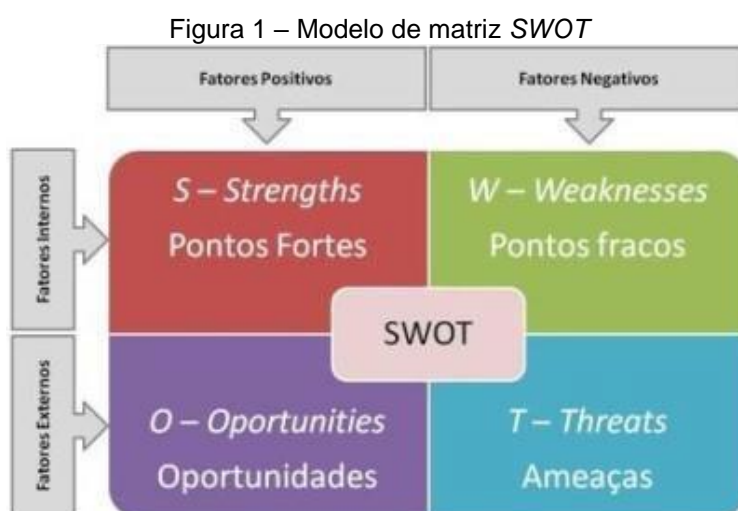 Figura 1 – Modelo de matriz SWOT
Fatores Positivos
Fatores Negativos
Fatores Internos
S – Strengths
Pontos Fortes
W – Weaknesses
Pontos fracos
SWOT
Fatores Externos
O – Oportunities
Oportunidades
T – Threats
Ameaças